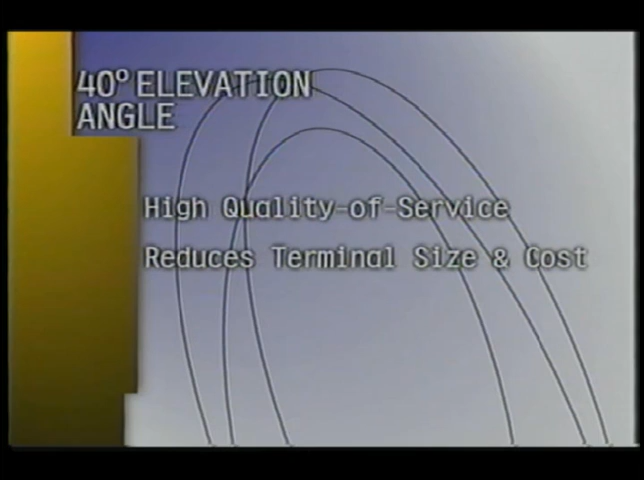 40° ELEVATION
ANGLE
High Quality-of-Service
Reduces Terminal Size & Cost